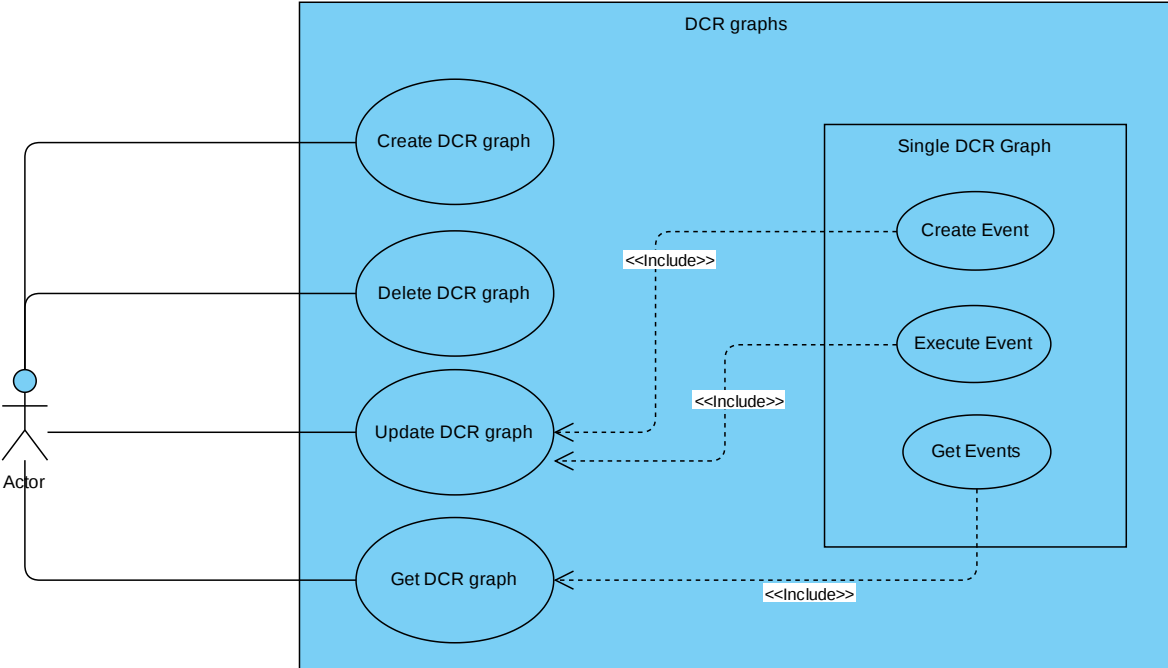 DCR graphs
Create DCR graph
Single DCR Graph
Create Event
<<Include>>
Delete DCR graph
Execute Event
<<Include>>
Update DCR graph
Get Events
Actor
Get DCR graph
<<Include>>